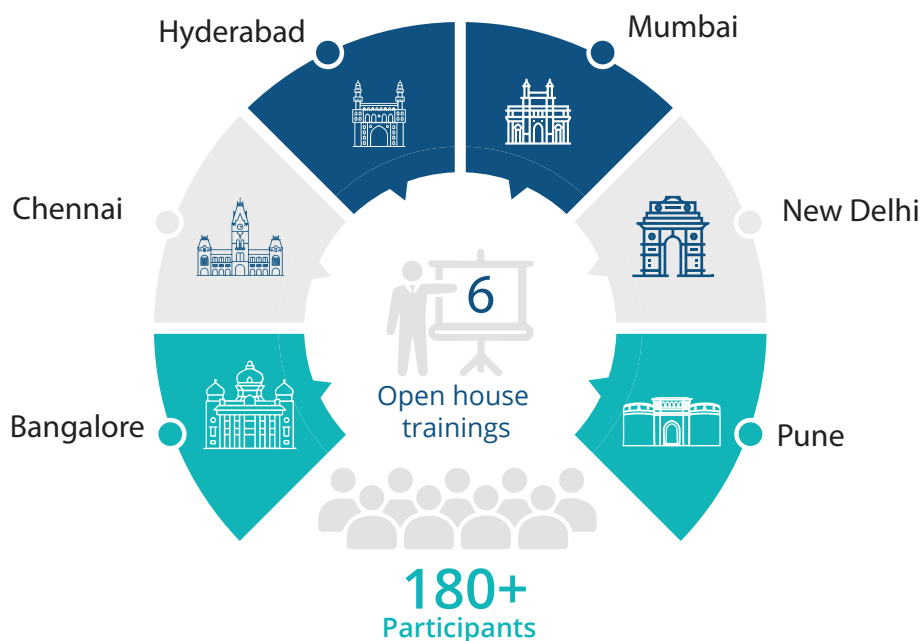 Hyderabad
Mumbai
Chennai
New Delhi
6
Open house
trainings
Bangalore
Pune
180+
Participants